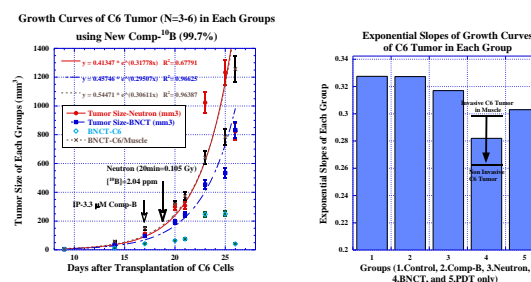 Growth Curves of C6 Tumor (N=3-6) in Each Groups
using New Comp-¹⁰B (99.7%)
1400
1200
1000
800
600
400
200
0
10
15
20
25
Tumor Size of Each Groups (mm³)
y = 0.41347 * e^(0.31778x) R²=0.67791
y = 0.45746 * e^(0.29507x) R²=0.96625
y = 0.54471 * e^(0.30611x) R²=0.96387
Tumor Size-Neutron (mm3)
Tumor Size-BNCT (mm3)
BNCT-C6
BNCT-C6/Muscle
Neutron (20min=0.105 Gy)
[¹⁰B]=2.04 ppm
IP-3.3 µM Comp-B
Days after Transplantation of C6 Cells
Exponential Slopes of Growth Curves
of C6 Tumor in Each Group
0.34
0.32
0.3
0.28
0.26
0.24
0.22
0.2
Exponential Slopes of Each Group
Invasive C6 Tumor
in Muscle
Non Invasive
C6 Tumor
1
2
3
4
5
Groups (1.Control, 2.Comp-B, 3.Neutron,
4.BNCT, and 5.PDT only)